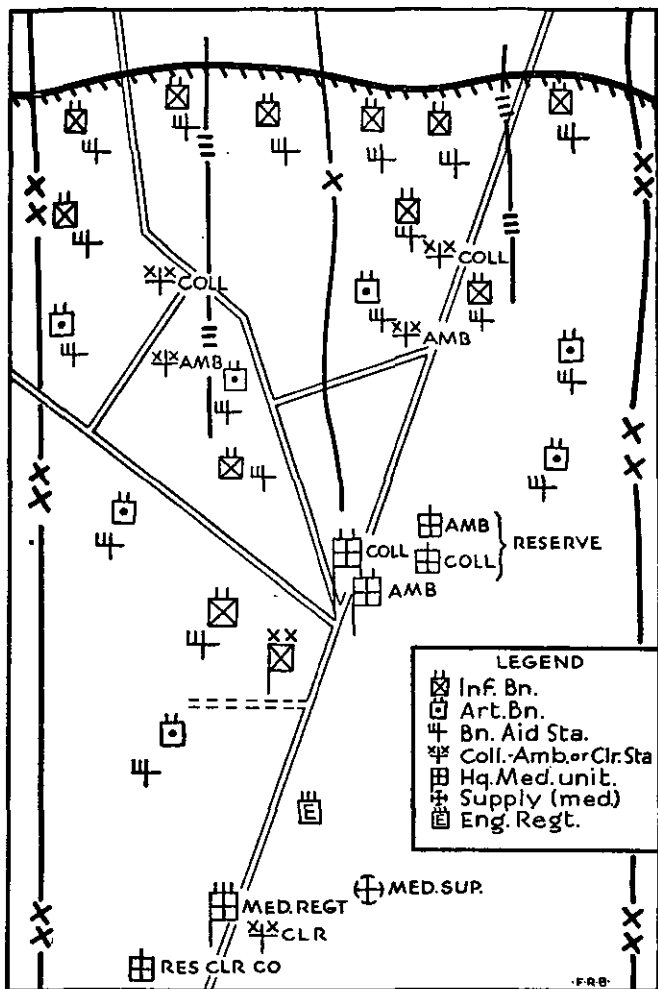 COLL
COLL
AMB
AMB
COLL
AMB
COLL
RESERVE
AMB
LEGEND
Inf. Bn.
Art. Bn.
Bn. Aid Sta.
Coll.-Amb. or Clr. Sta
Hq. Med. unit.
Supply (med.)
E Eng. Regt.
E
MED. SUP.
MED. REGT
CLR
RES CLR CO
F·R·B·